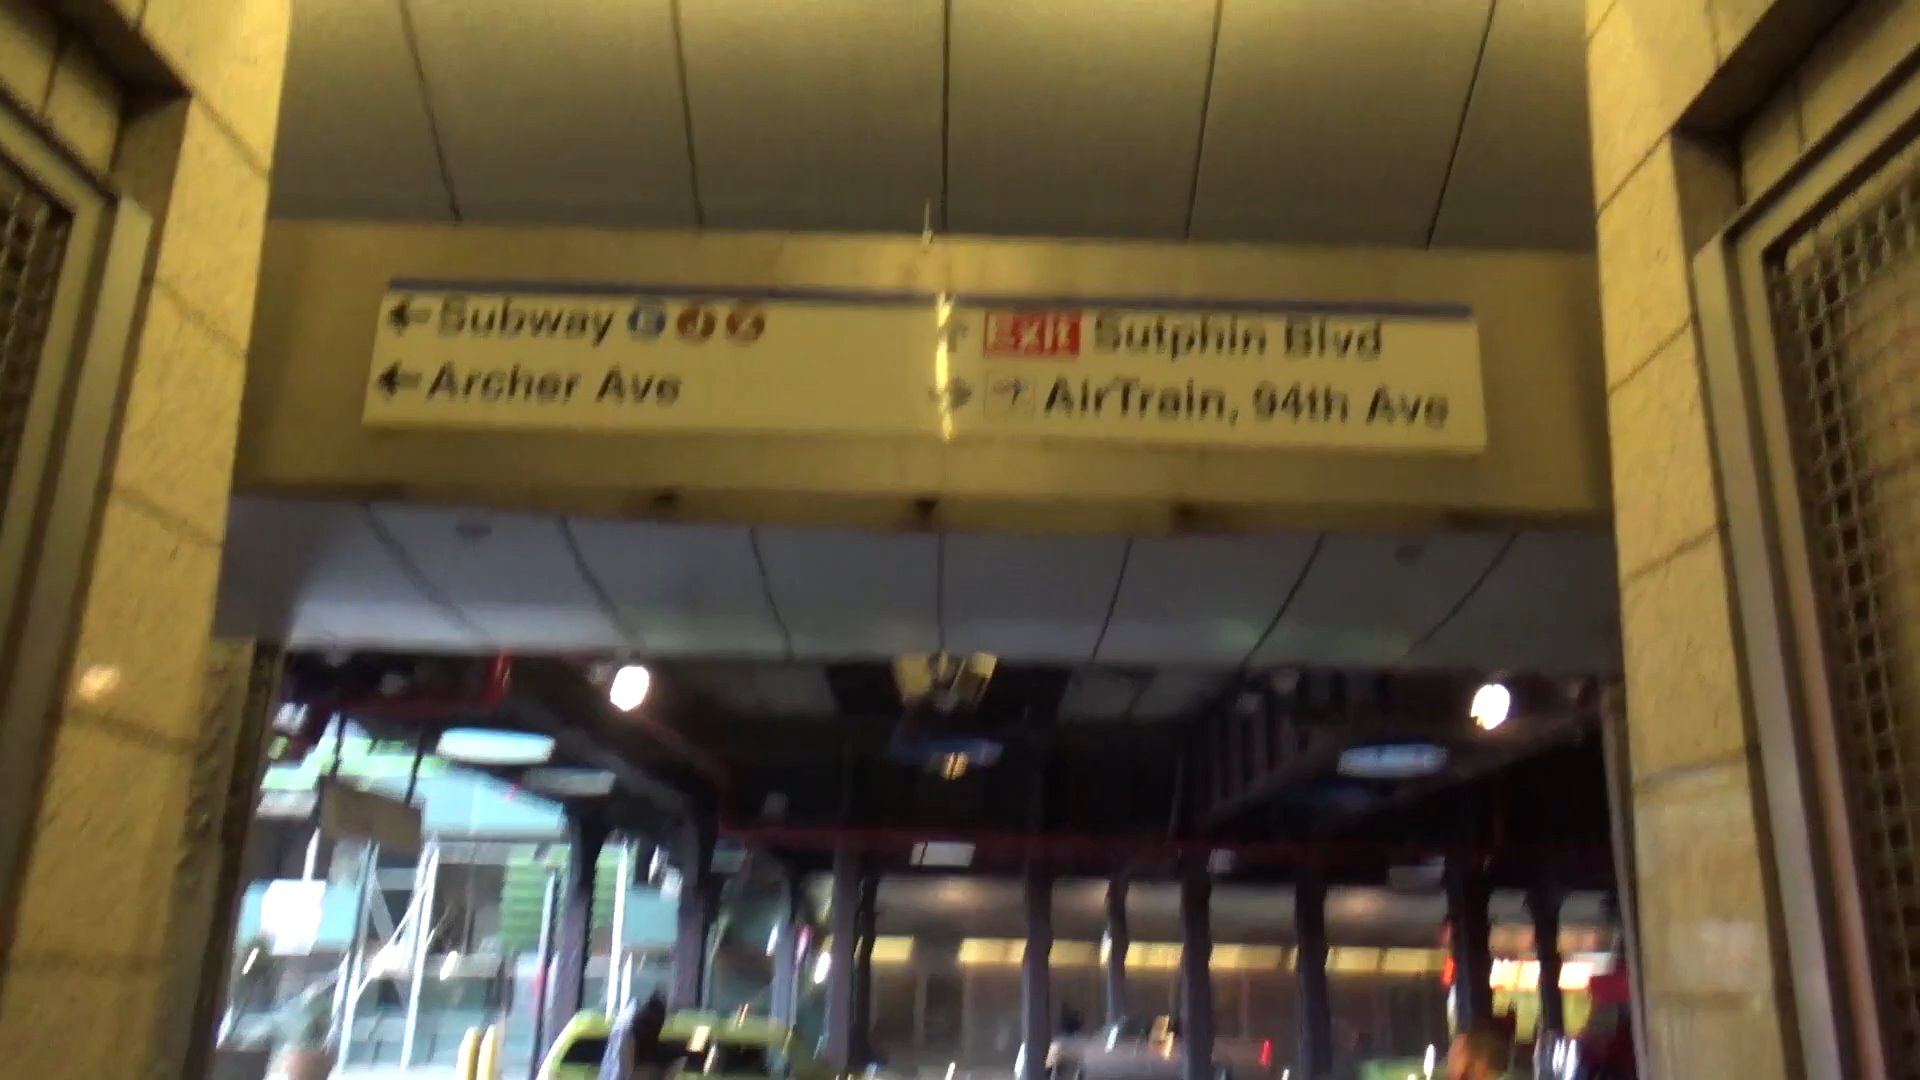 ← Subway E J Z
← Archer Ave
↑ Exit Sutphin Blvd
→ AirTrain, 94th Ave